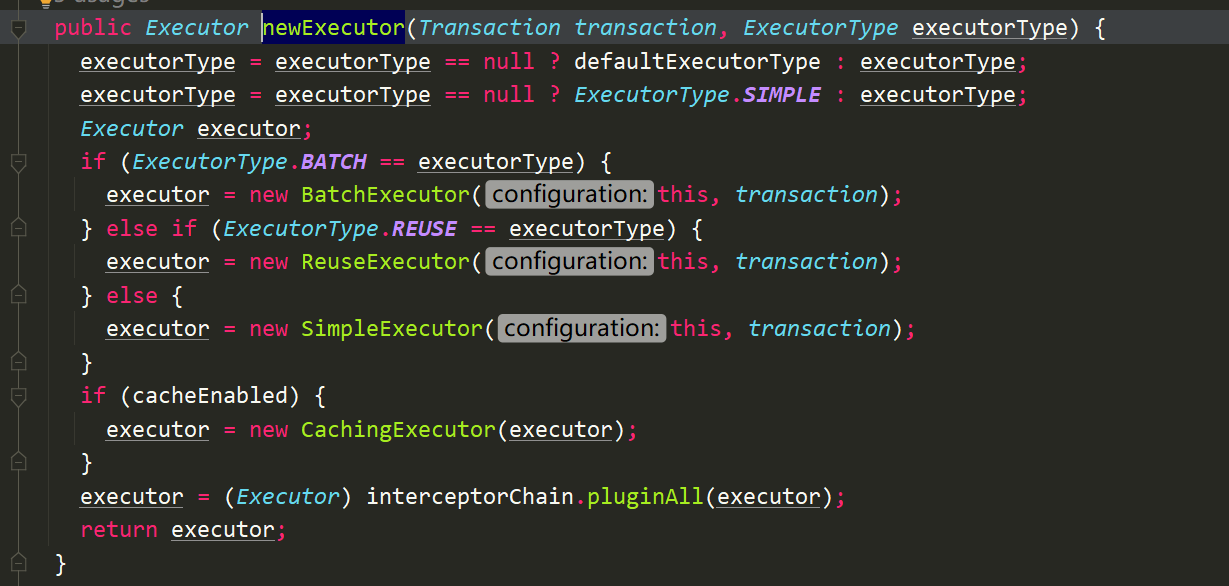 5 usages
public Executor newExecutor(Transaction transaction, ExecutorType executorType) {
executorType = executorType == null ? defaultExecutorType : executorType;
executorType = executorType == null ? ExecutorType.SIMPLE : executorType;
Executor executor;
if (ExecutorType.BATCH == executorType) {
executor = new BatchExecutor( configuration: this, transaction);
} else if (ExecutorType.REUSE == executorType) {
executor = new ReuseExecutor( configuration: this, transaction);
} else {
executor = new SimpleExecutor( configuration: this, transaction);
}
if (cacheEnabled) {
executor = new CachingExecutor(executor);
}
executor = (Executor) interceptorChain.pluginAll(executor);
return executor;
}